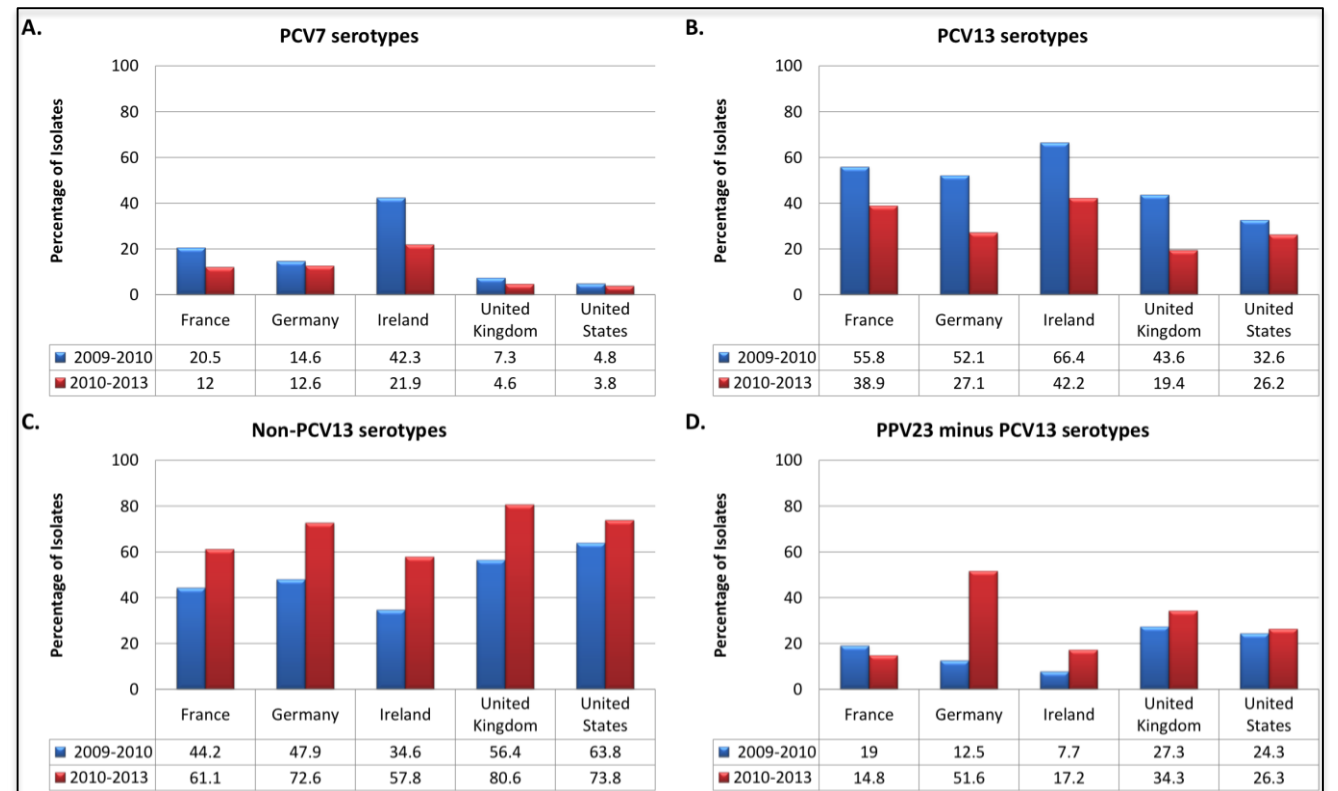 A.
PCV7 serotypes
Percentage of Isolates
100
80
60
40
20
0
France Germany Ireland United Kingdom United States
2009-2010 20.5 14.6 42.3 7.3 4.8
2010-2013 12 12.6 21.9 4.6 3.8
B.
PCV13 serotypes
Percentage of Isolates
100
80
60
40
20
0
France Germany Ireland United Kingdom United States
2009-2010 55.8 52.1 66.4 43.6 32.6
2010-2013 38.9 27.1 42.2 19.4 26.2
C.
Non-PCV13 serotypes
Percentage of Isolates
100
80
60
40
20
0
France Germany Ireland United Kingdom United States
2009-2010 44.2 47.9 34.6 56.4 63.8
2010-2013 61.1 72.6 57.8 80.6 73.8
D.
PPV23 minus PCV13 serotypes
Percentage of Isolates
100
80
60
40
20
0
France Germany Ireland United Kingdom United States
2009-2010 19 12.5 7.7 27.3 24.3
2010-2013 14.8 51.6 17.2 34.3 26.3